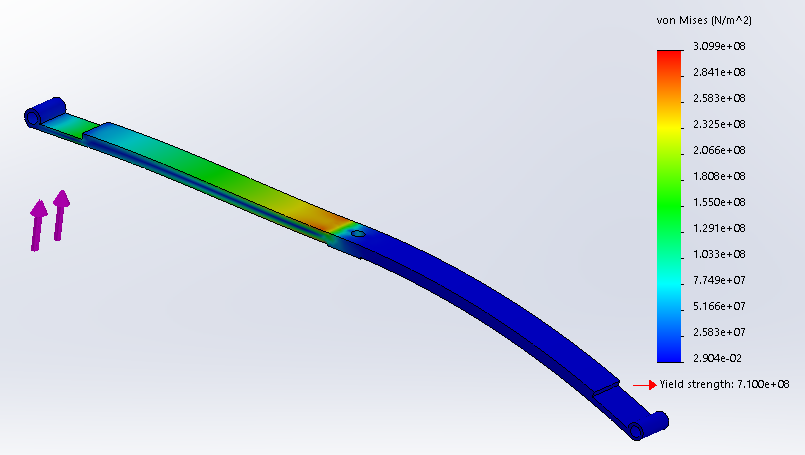 von Mises (N/m^2)
3.099e+08
2.841e+08
2.583e+08
2.325e+08
2.066e+08
1.808e+08
1.550e+08
1.291e+08
1.033e+08
7.749e+07
5.166e+07
2.583e+07
2.904e-02
Yield strength: 7.100e+08